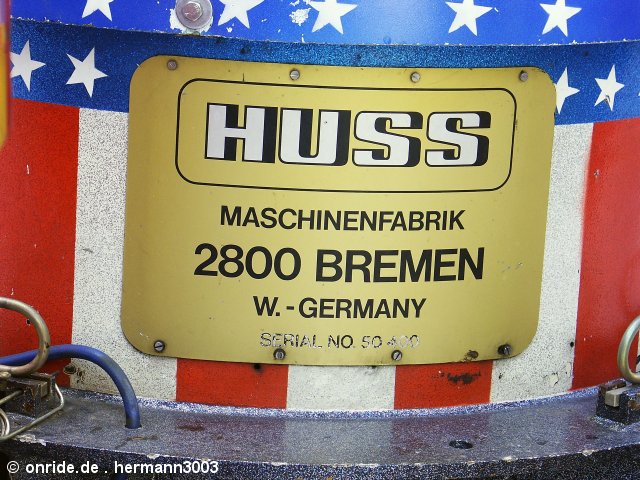 HUSS
MASCHINENFABRIK
2800 BREMEN
W.-GERMANY
SERIAL NO. 50 400
© onride.de . hermann3003